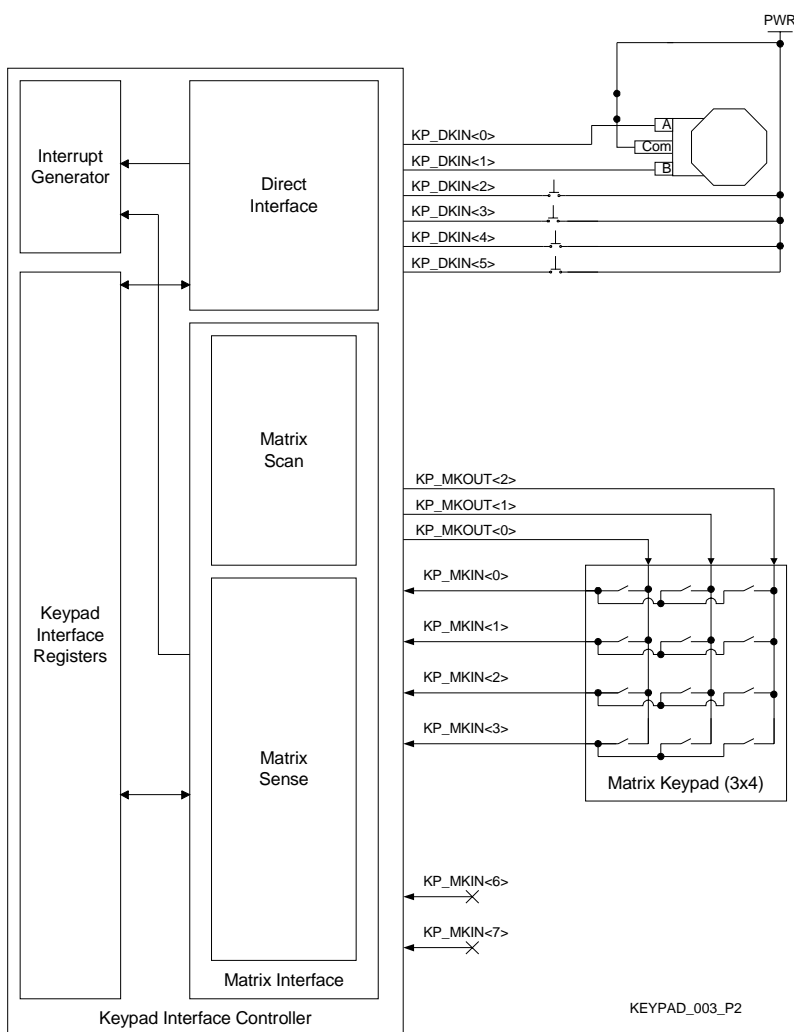 PWR
Interrupt
Generator
Direct
Interface
KP_DKIN<0>
KP_DKIN<1>
KP_DKIN<2>
KP_DKIN<3>
KP_DKIN<4>
KP_DKIN<5>
A
Com
B
Matrix
Scan
KP_MKOUT<2>
KP_MKOUT<1>
KP_MKOUT<0>
Keypad
Interface
Registers
Matrix
Sense
KP_MKIN<0>
KP_MKIN<1>
KP_MKIN<2>
KP_MKIN<3>
Matrix Keypad (3x4)
KP_MKIN<6>
KP_MKIN<7>
Matrix Interface
Keypad Interface Controller
KEYPAD_003_P2